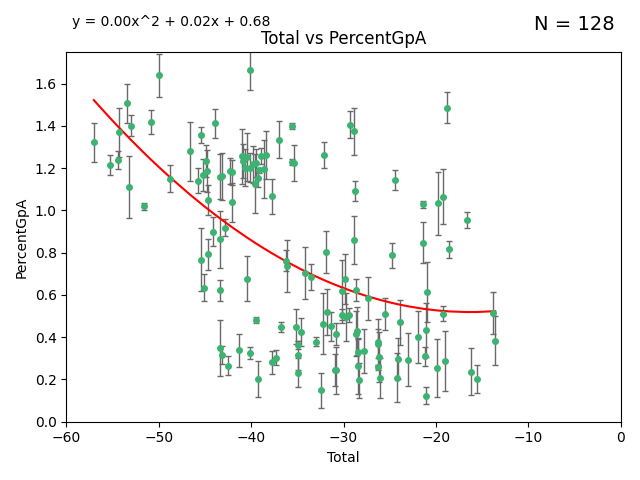 y = 0.00x^2 + 0.02x + 0.68
N = 128
Total vs PercentGpA
PercentGpA
1.6
1.4
1.2
1.0
0.8
0.6
0.4
0.2
0.0
−60 −50 −40 −30 −20 −10 0
Total